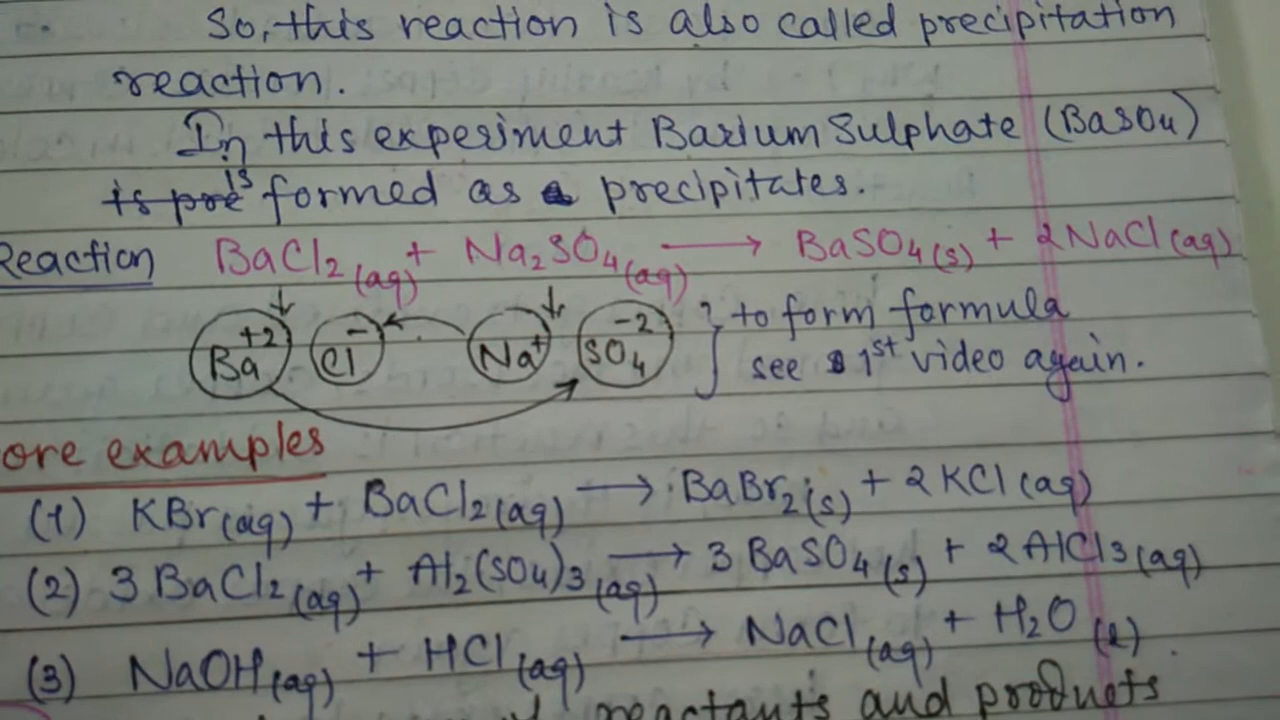 So, this reaction is also called precipitation
reaction.
In this experiment Barium Sulphate (BaSO4)
is pre is formed as a precipitates.
Reaction BaCl2(aq) + Na2SO4(aq) → BaSO4(s) + 2NaCl(aq)
Ba+2 Cl- Na+ SO4-2 } to form formula
see 1st video again.
ore examples
(1) KBr(aq) + BaCl2(aq) → BaBr2(s) + 2KCl(aq)
(2) 3BaCl2(aq) + Al2(SO4)3(aq) → 3BaSO4(s) + 2AlCl3(aq)
(3) NaOH(aq) + HCl(aq) → NaCl(aq) + H2O(l)
reactants and products